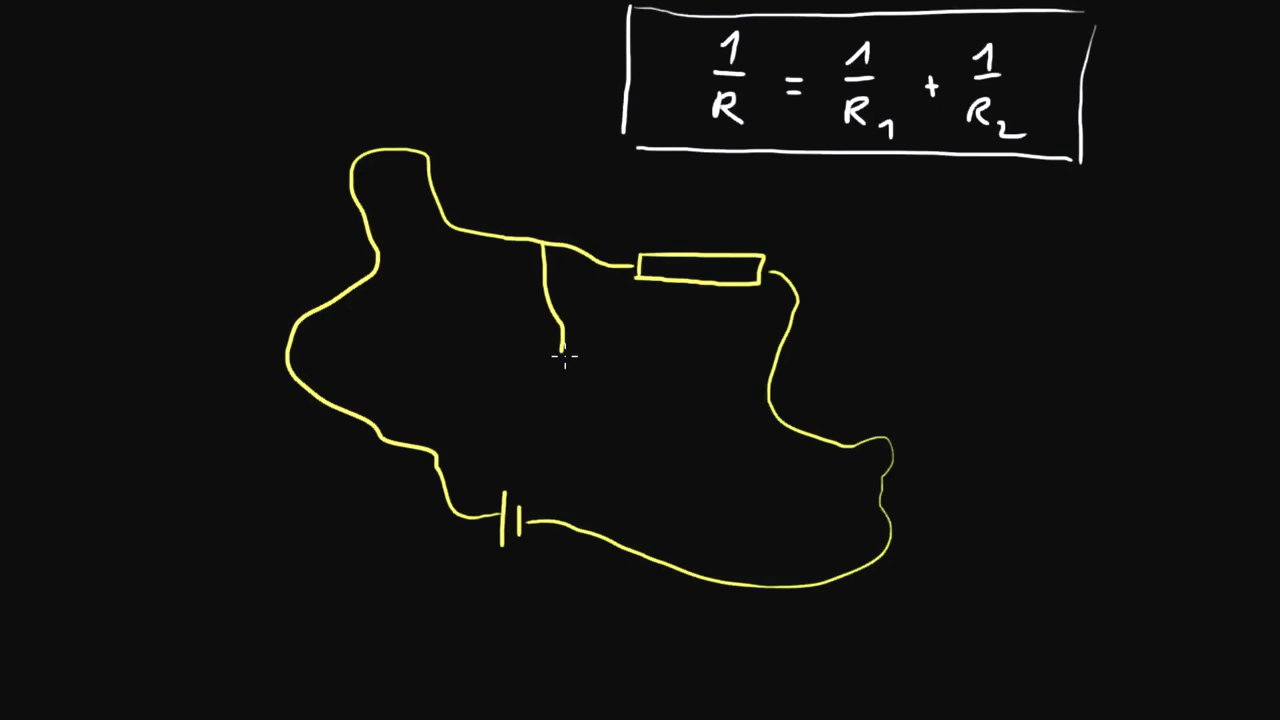 1/R = 1/R₁ + 1/R₂